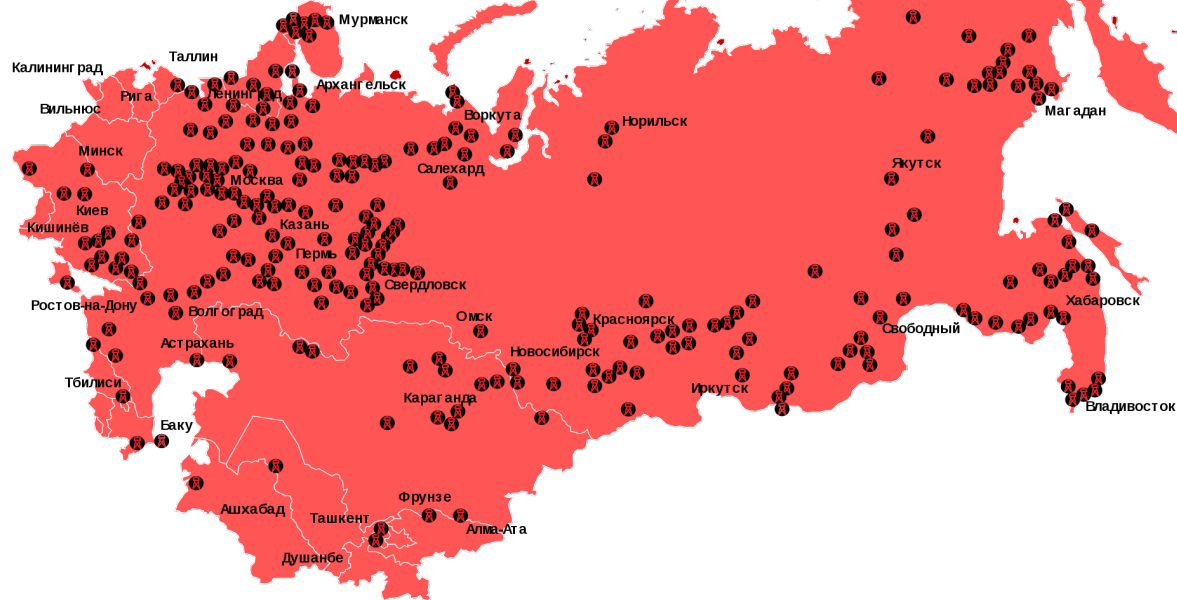 Мурманск
Таллин
Калининград
Архангельск
Рига
Ленинград
Вильнюс
Воркута
Норильск
Магадан
Минск
Якутск
Салехард
Москва
Киев
Казань
Кишинёв
Пермь
Свердловск
Хабаровск
Ростов-на-Дону
Волгоград
Омск
Красноярск
Свободный
Астрахань
Новосибирск
Тбилиси
Иркутск
Караганда
Владивосток
Баку
Фрунзе
Ашхабад
Ташкент
Алма-Ата
Душанбе